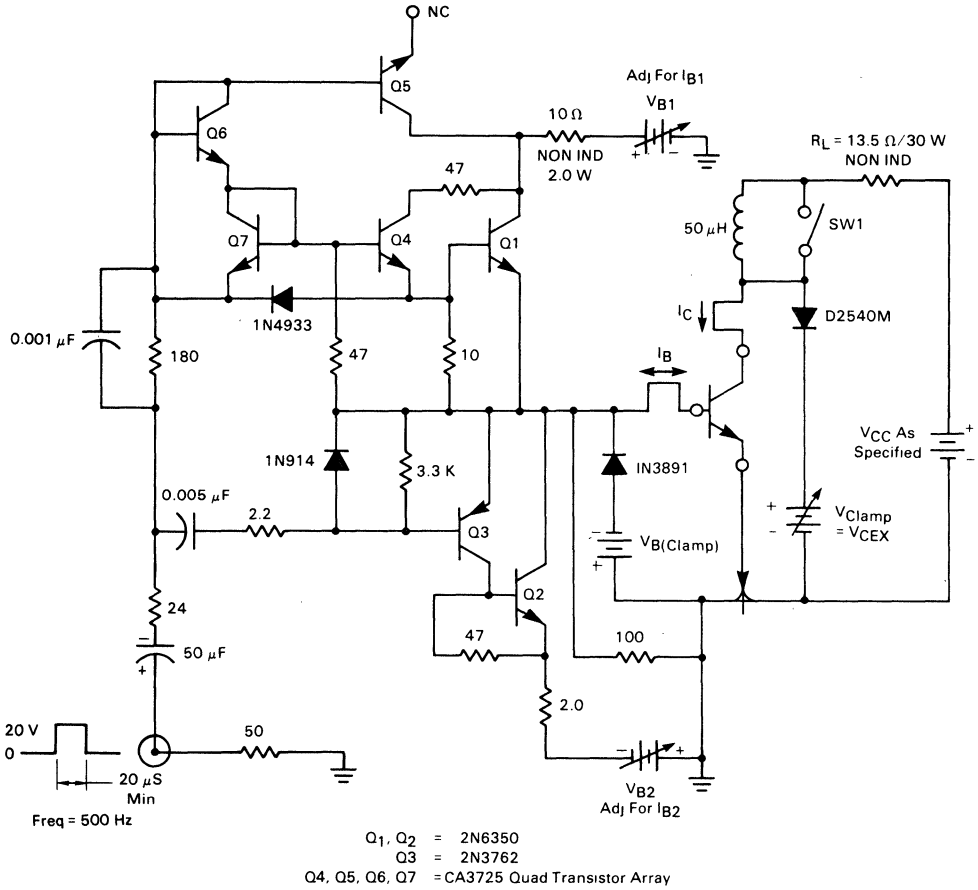 NC
Q5
Adj For IB1
VB1
Q6
10 Ω
+ -
NON IND
2.0 W
RL = 13.5 Ω/30 W
NON IND
47
50 μH
SW1
Q7
Q4
Q1
1N4933
IC
D2540M
0.001 μF
180
47
10
IB
VCC As
Specified
+
-
1N914
3.3 K
IN3891
0.005 μF
2.2
Q3
-
VB(Clamp)
+
+
-
VClamp
= VCEX
Q2
24
-
50 μF
+
47
100
2.0
20 V
0
50
- +
20 μS
Min
VB2
Adj For IB2
Freq = 500 Hz
Q1, Q2 = 2N6350
Q3 = 2N3762
Q4, Q5, Q6, Q7 = CA3725 Quad Transistor Array